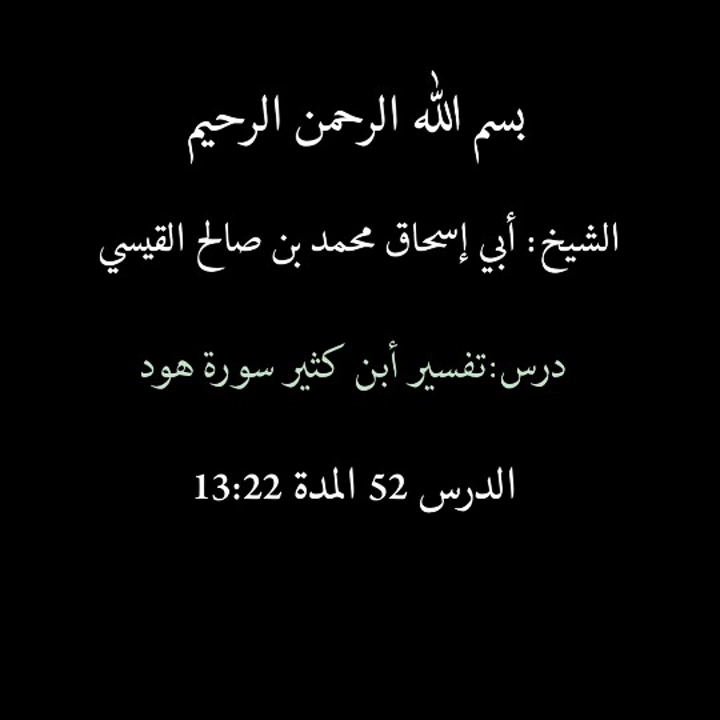 بسم الله الرحمن الرحيم
الشيخ: أبي إسحاق محمد بن صالح القيسي
درس:تفسير أبن كثير سورة هود
الدرس 52 المدة 13:22